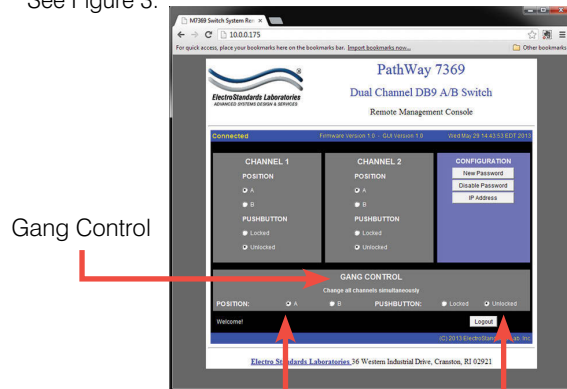 See Figure 3.
M7369 Switch System Rem
10.0.0.175
For quick access, place your bookmarks here on the bookmarks bar. Import bookmarks now...
Other bookmarks
ElectroStandards Laboratories
ADVANCED SYSTEMS DESIGN & SERVICES
PathWay 7369
Dual Channel DB9 A/B Switch
Remote Management Console
Connected Firmware Version 1.0 - GUI Version 1.0 Wed May 29 14:43:53 EDT 2013
CHANNEL 1
POSITION
A
B
PUSHBUTTON
Locked
Unlocked
CHANNEL 2
POSITION
A
B
PUSHBUTTON
Locked
Unlocked
CONFIGURATION
New Password
Disable Password
IP Address
Gang Control
GANG CONTROL
Change all channels simultaneously
POSITION: A B PUSHBUTTON: Locked Unlocked
Welcome! Logout
(C) 2013 Inc
Electro Laboratories 36 Western Industrial Drive, Cranston, RI 02921